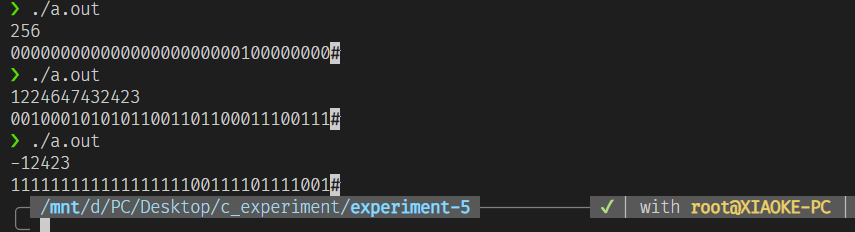 ❯ ./a.out
256
00000000000000000000000100000000#
❯ ./a.out
1224647432423
00100010101011001101100011100111#
❯ ./a.out
-12423
11111111111111111100111101111001#
/mnt/d/PC/Desktop/c_experiment/experiment-5 ✓ | with root@XIAOKE-PC |